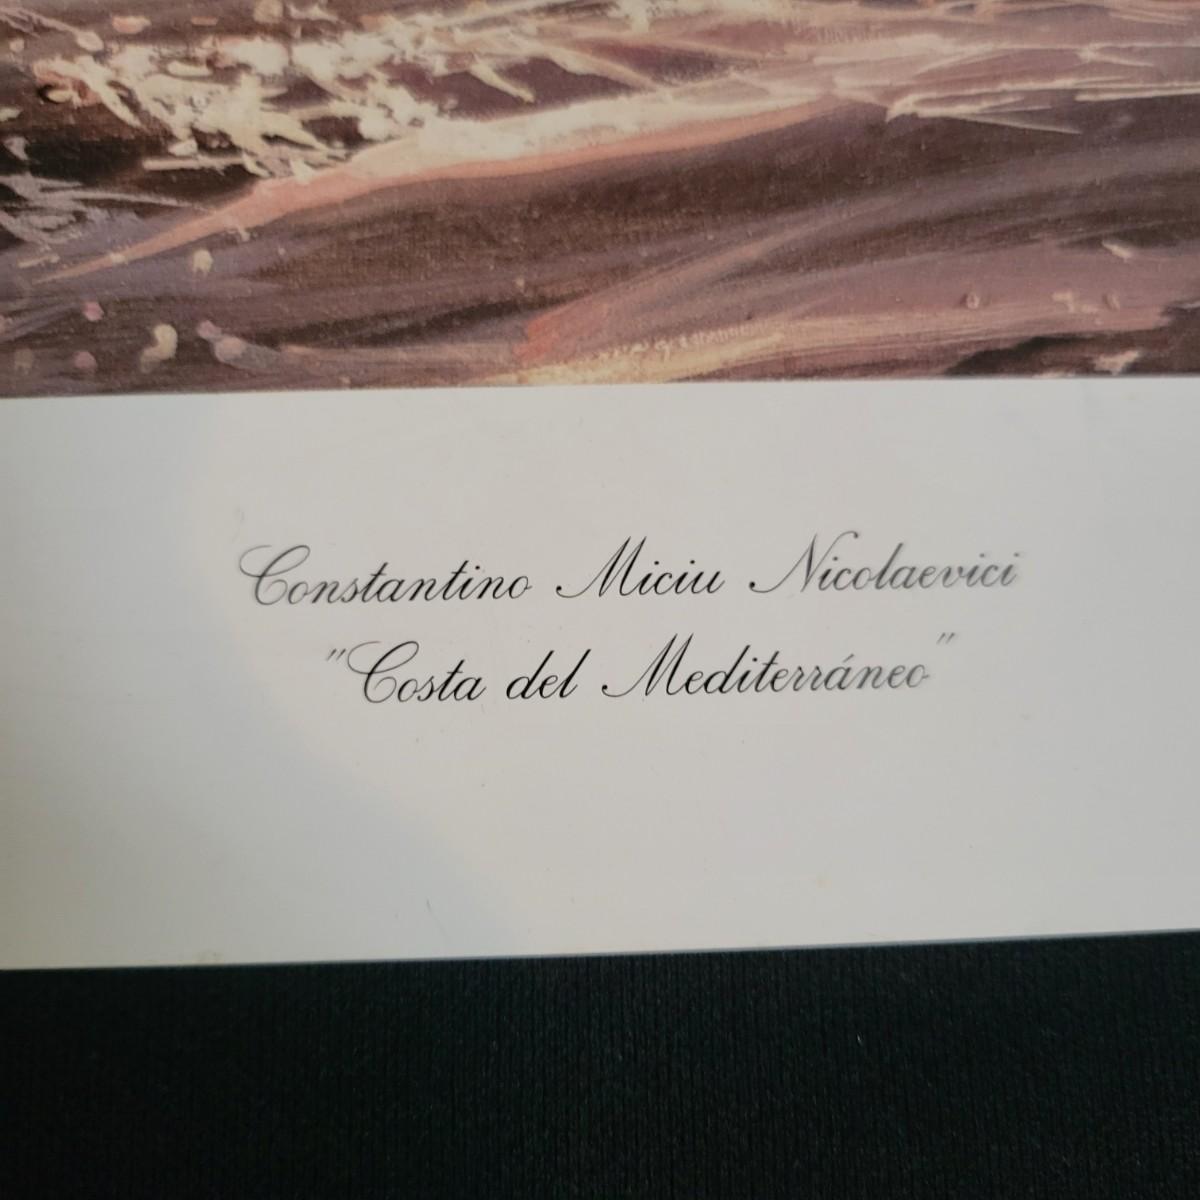 Constantino Miciu Nicolaevici
"Costa del Mediterráneo"